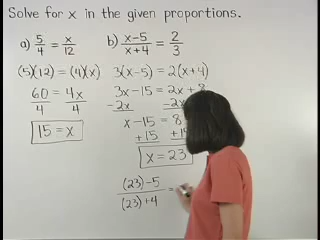 Solve for x in the given proportions.
a) 5/4 = x/12
b) x-5/x+4 = 2/3
(5)(12) = (4)(x)
3(x-5) = 2(x+4)
60 = 4x
4 4
3x-15 = 2x+8
-2x -2x
15 = x
x-15 = 8
+15 +1
x = 23
(23)-5/(23)+4 =